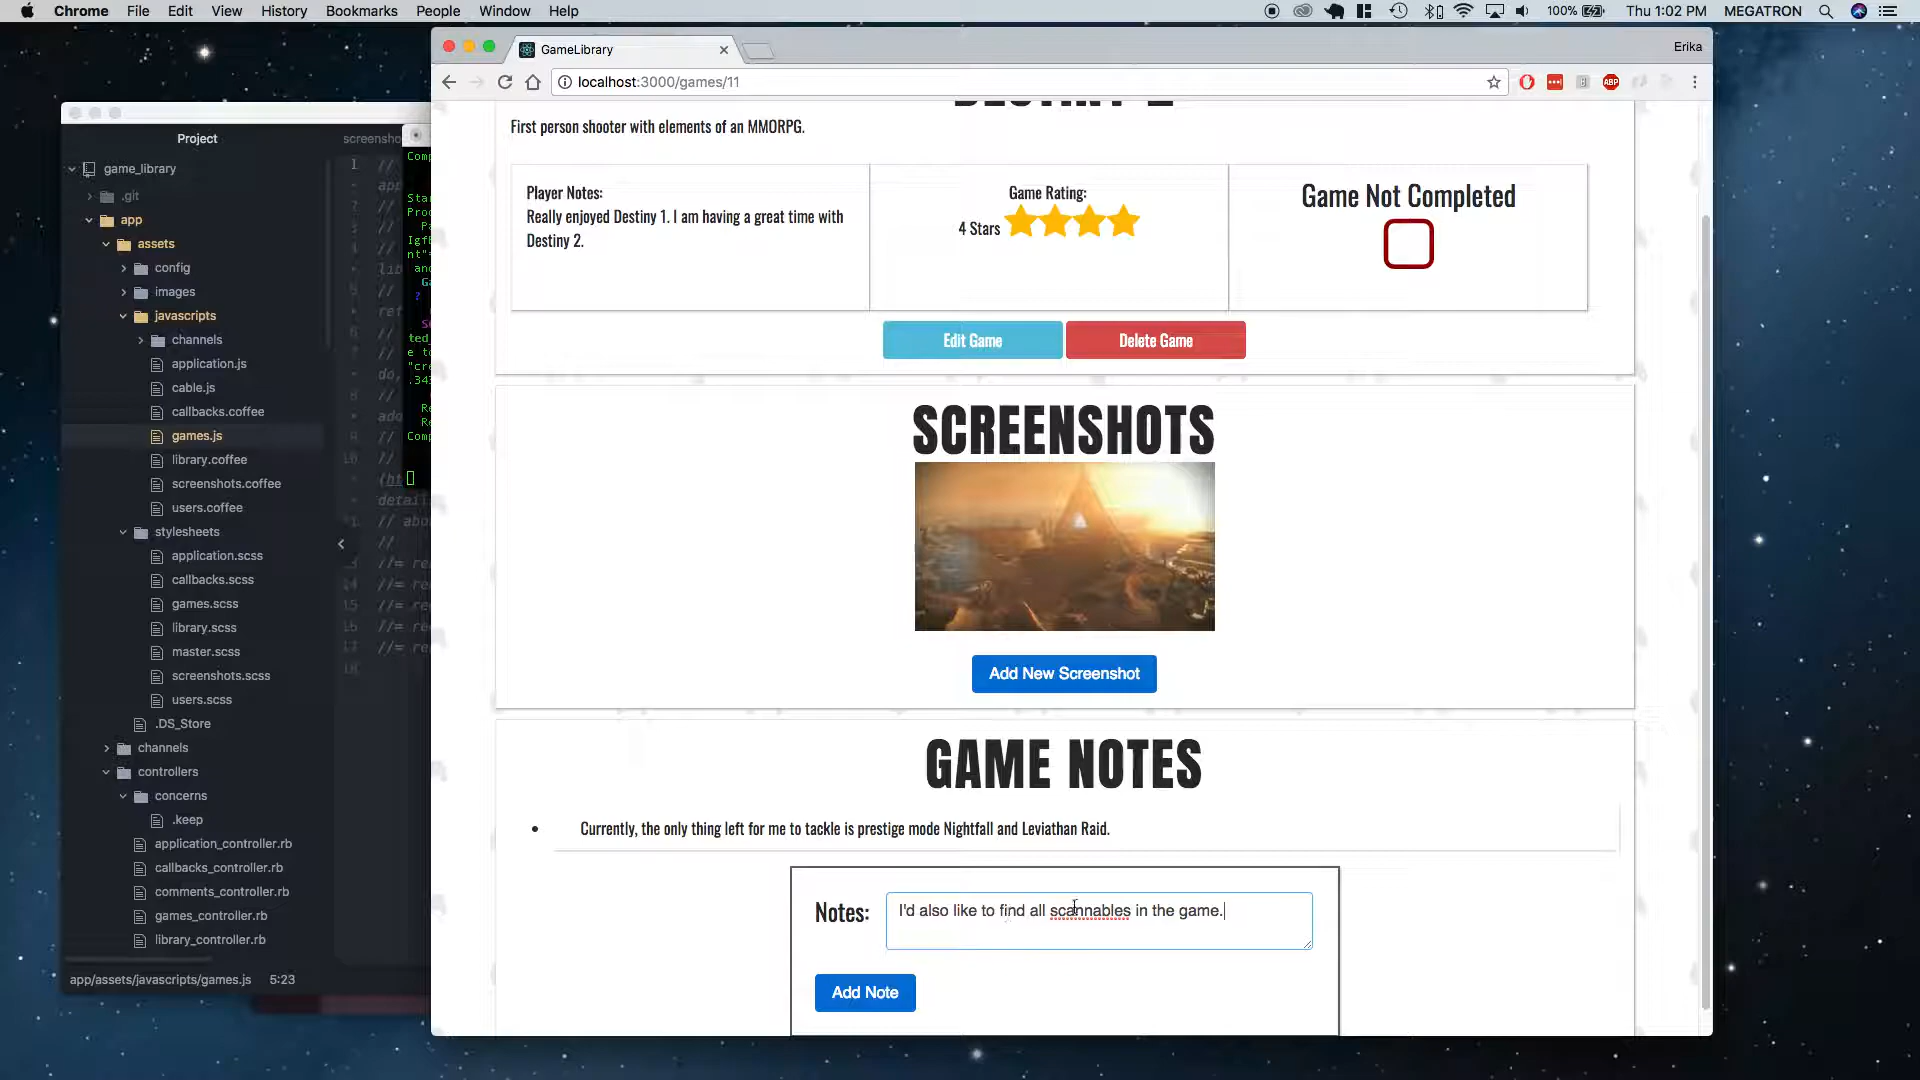 Chrome File Edit View History Bookmarks People Window Help
100% Thu 1:02 PM MEGATRON
GameLibrary
Erika
localhost:3000/games/11
ABP
Project
game_library
.git
app
assets
config
images
javascripts
channels
application.js
cable.js
callbacks.coffee
games.js
library.coffee
screenshots.coffee
users.coffee
stylesheets
application.scss
callbacks.scss
games.scss
library.scss
master.scss
screenshots.scss
users.scss
.DS_Store
channels
controllers
concerns
.keep
application_controller.rb
callbacks_controller.rb
comments_controller.rb
games_controller.rb
library_controller.rb
app/assets/javascripts/games.js 5:23
screensho
First person shooter with elements of an MMORPG.
Player Notes:
Really enjoyed Destiny 1. I am having a great time with
Destiny 2.
Game Rating:
4 Stars
Game Not Completed
Edit Game
Delete Game
SCREENSHOTS
Add New Screenshot
GAME NOTES
Currently, the only thing left for me to tackle is prestige mode Nightfall and Leviathan Raid.
Notes:
I'd also like to find all scannables in the game.
Add Note